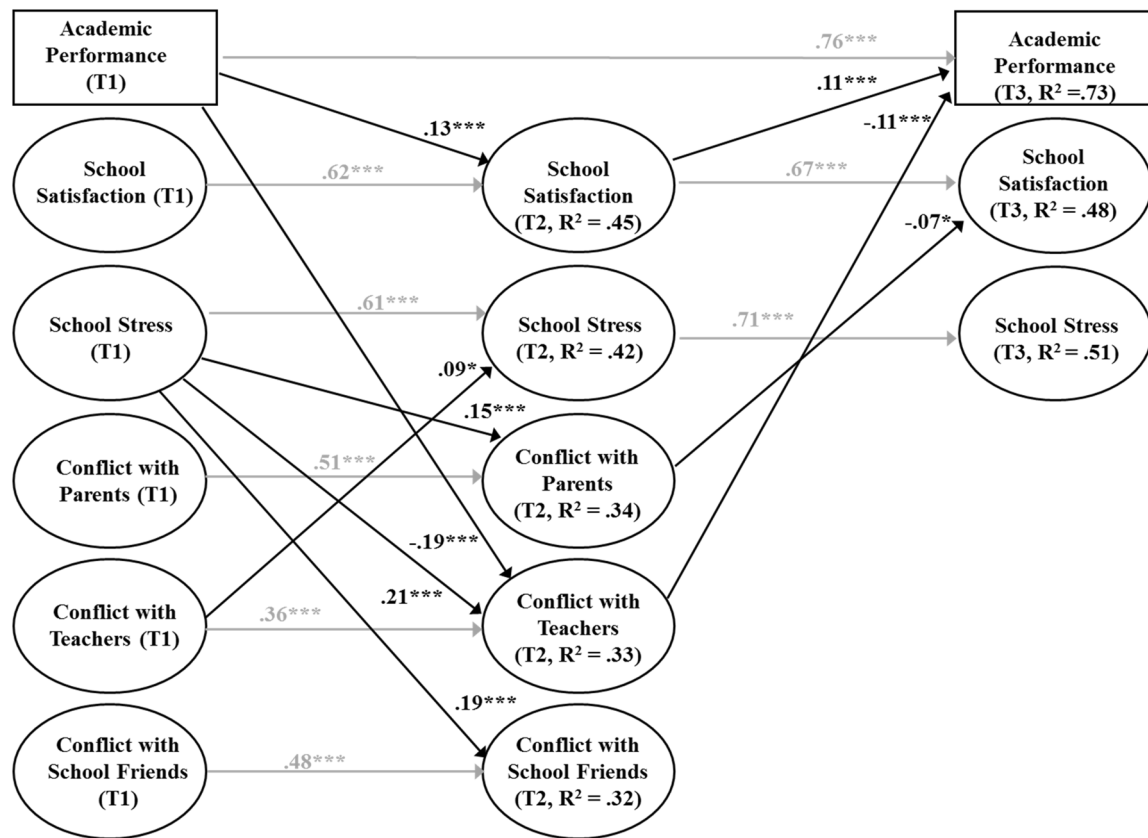 Academic
Performance
(T1)
.76***
Academic
Performance
(T3, R² =.73)
.11***
-.11***
.13***
School
Satisfaction (T1)
.62***
School
Satisfaction
(T2, R² = .45)
.67***
School
Satisfaction
(T3, R² = .48)
-.07*
School Stress
(T1)
.61***
School Stress
(T2, R² = .42)
.71***
School Stress
(T3, R² = .51)
.09*
.15***
Conflict with
Parents (T1)
.51***
Conflict with
Parents
(T2, R² = .34)
-.19***
.21***
Conflict with
Teachers (T1)
.36***
Conflict with
Teachers
(T2, R² = .33)
.19***
Conflict with
School Friends
(T1)
.48***
Conflict with
School Friends
(T2, R² = .32)